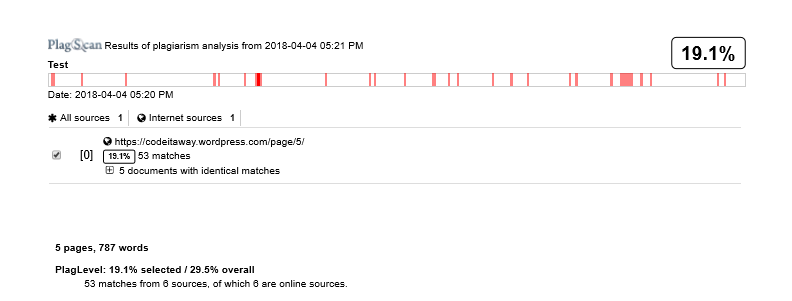 PlagScan Results of plagiarism analysis from 2018-04-04 05:21 PM
19.1%
Test
Date: 2018-04-04 05:20 PM
All sources 1 Internet sources 1
[0] https://codeitaway.wordpress.com/page/5/
19.1% 53 matches
5 documents with identical matches
5 pages, 787 words
PlagLevel: 19.1% selected / 29.5% overall
53 matches from 6 sources, of which 6 are online sources.